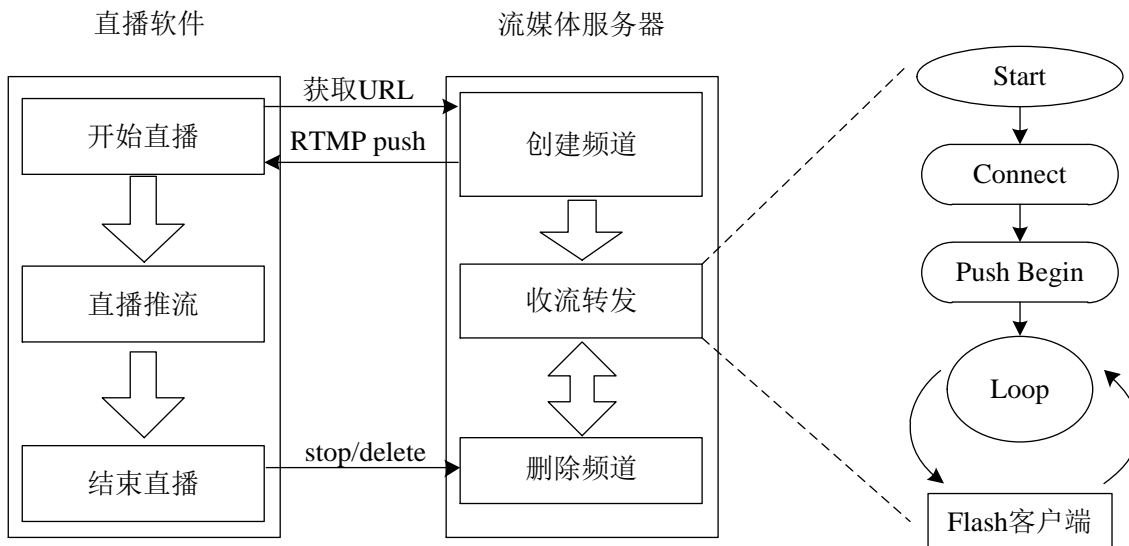 直播软件
流媒体服务器
开始直播
获取URL
RTMP push
创建频道
直播推流
收流转发
结束直播
stop/delete
删除频道
Start
Connect
Push Begin
Loop
Flash客户端